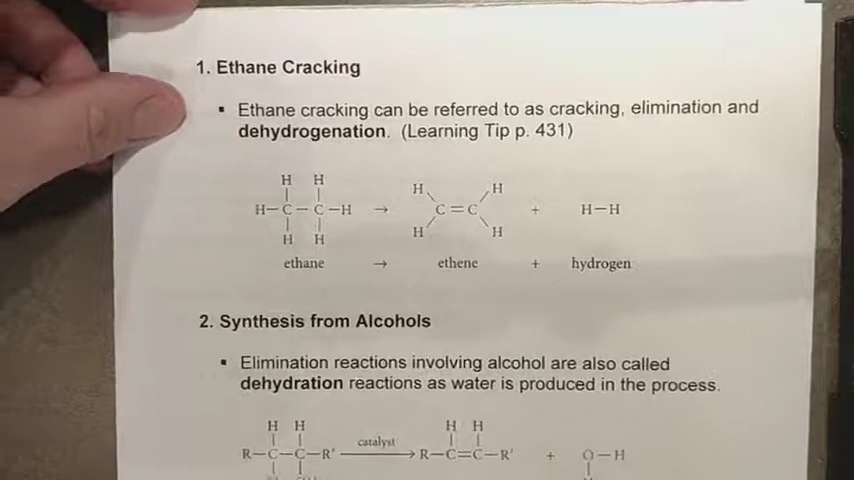 1. Ethane Cracking
▪ Ethane cracking can be referred to as cracking, elimination and
dehydrogenation. (Learning Tip p. 431)
H H
H H
H–C–C–H → C=C + H–H
H H
H H
ethane → ethene + hydrogen
2. Synthesis from Alcohols
▪ Elimination reactions involving alcohol are also called
dehydration reactions as water is produced in the process.
H H H H
catalyst
R–C–C–R' → R–C=C–R' + O–H